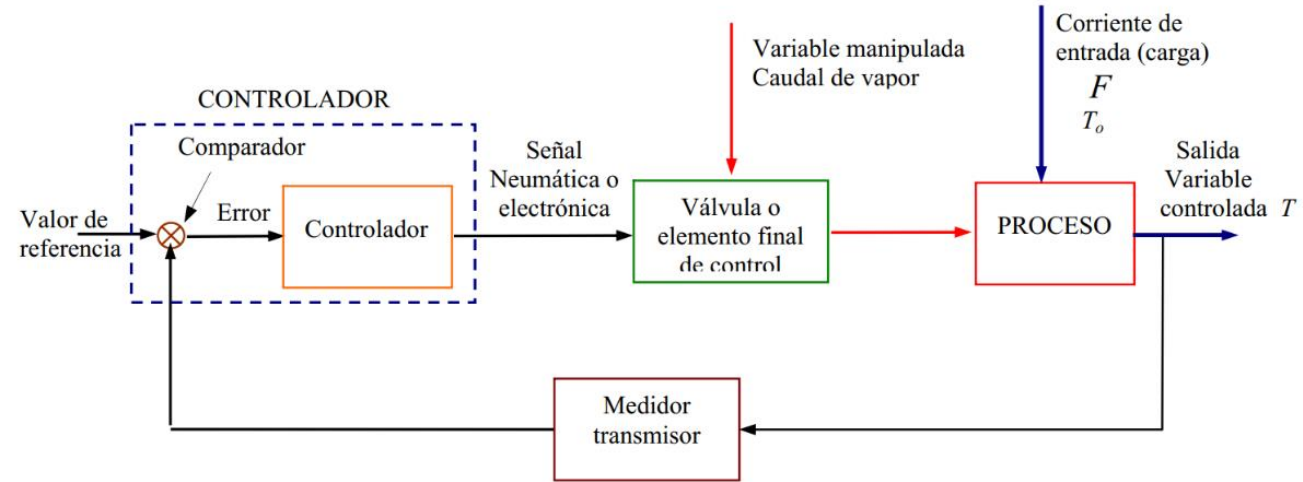 Corriente de
entrada (carga)
F
To
Variable manipulada
Caudal de vapor
CONTROLADOR
Comparador
Valor de
referencia
Error
Controlador
Señal
Neumática o
electrónica
Válvula o
elemento final
de control
PROCESO
Salida
Variable
controlada T
Medidor
transmisor